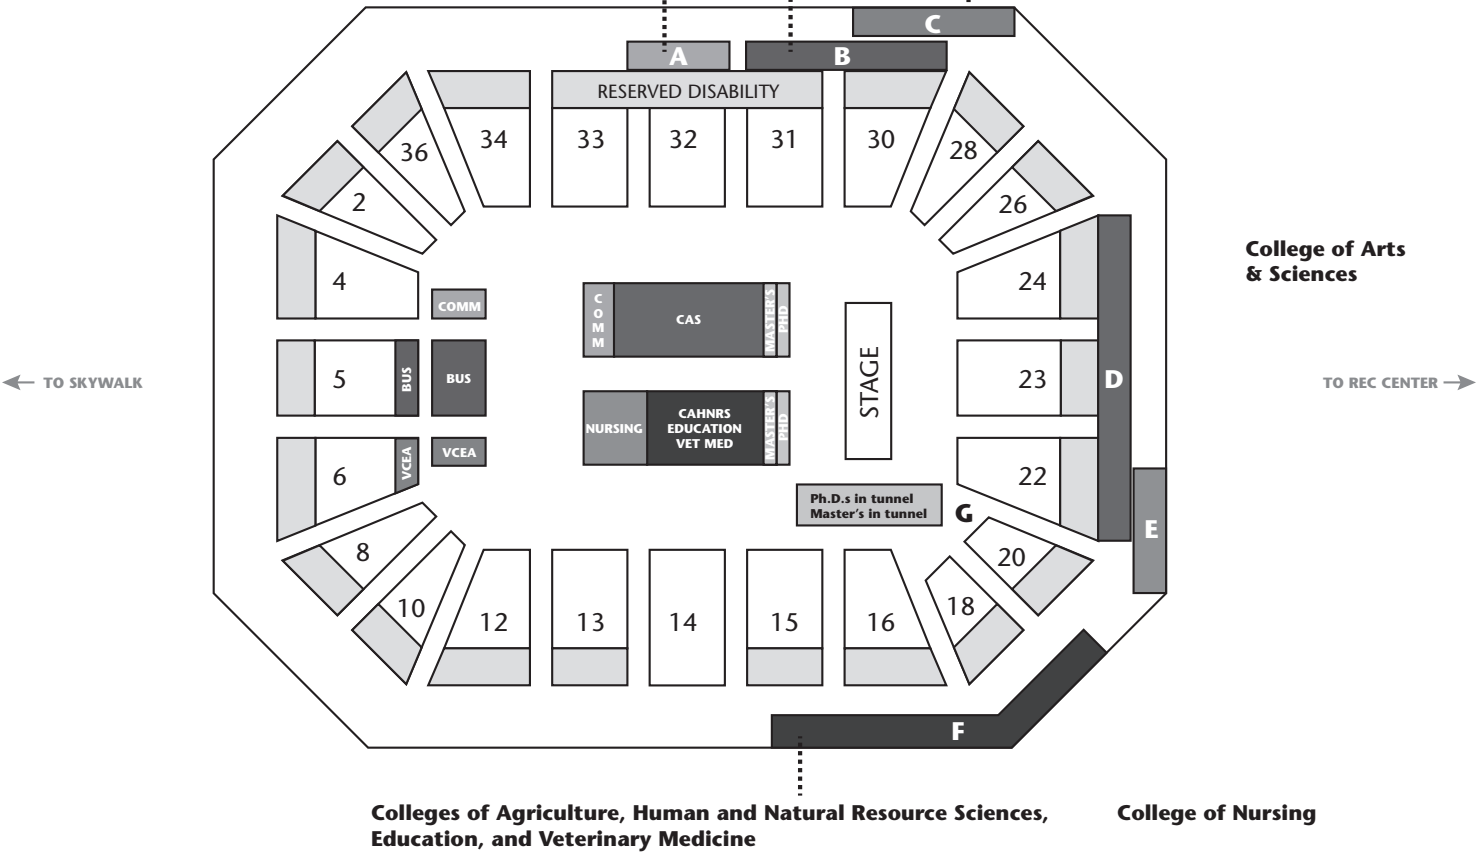 C
A
B
RESERVED DISABILITY
34
33
32
31
30
36
28
2
26
College of Arts
& Sciences
4
24
COMM
COMM
CAS
MASTER'S
PHD
STAGE
TO SKYWALK
5
BUS
BUS
23
D
TO REC CENTER
NURSING
CAHNRS
EDUCATION
VET MED
MASTER'S
PHD
6
VCEA
VCEA
22
Ph.D.s in tunnel
Master's in tunnel
G
E
8
20
10
18
12
13
14
15
16
F
Colleges of Agriculture, Human and Natural Resource Sciences,
Education, and Veterinary Medicine
College of Nursing